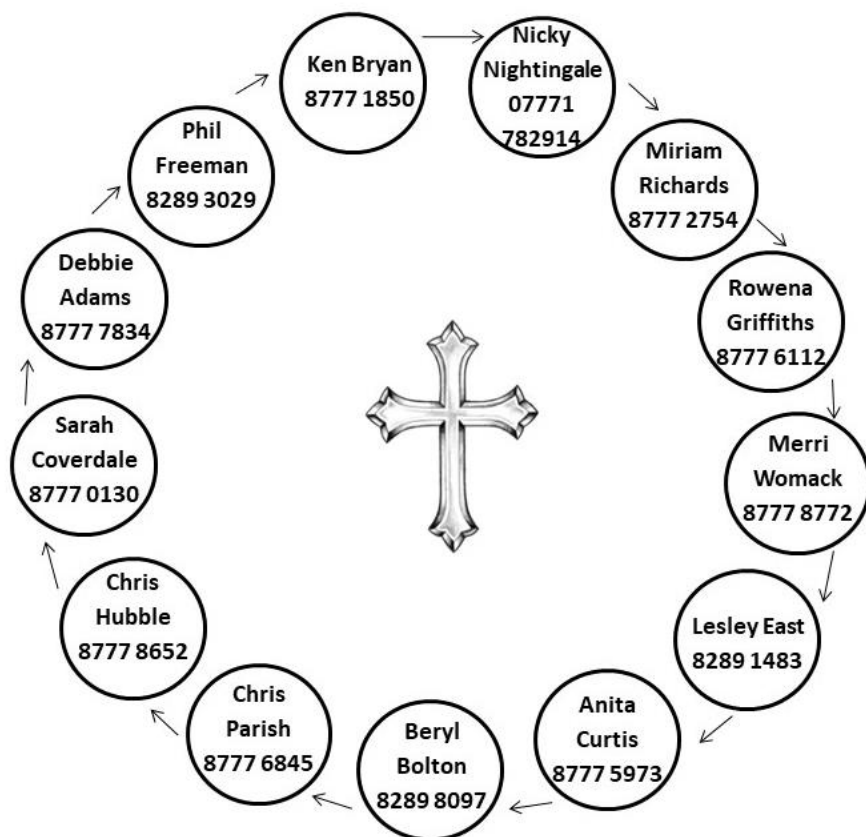 Ken Bryan
8777 1850
Nicky
Nightingale
07771
782914
Miriam
Richards
8777 2754
Rowena
Griffiths
8777 6112
Merri
Womack
8777 8772
Lesley East
8289 1483
Anita
Curtis
8777 5973
Beryl
Bolton
8289 8097
Chris
Parish
8777 6845
Chris
Hubble
8777 8652
Sarah
Coverdale
8777 0130
Debbie
Adams
8777 7834
Phil
Freeman
8289 3029